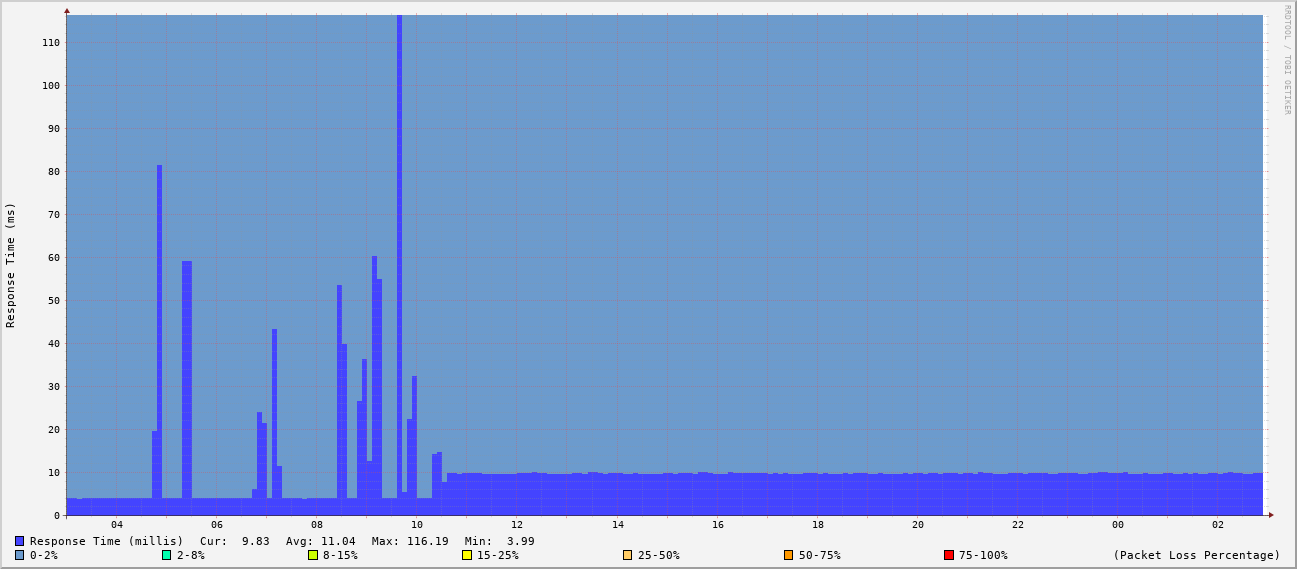 RRDTOOL / TOBI OETIKER
Response Time (ms)
110
100
90
80
70
60
50
40
30
20
10
0
04 06 08 10 12 14 16 18 20 22 00 02
Response Time (millis) Cur: 9.83 Avg: 11.04 Max: 116.19 Min: 3.99
0-2% 2-8% 8-15% 15-25% 25-50% 50-75% 75-100% (Packet Loss Percentage)